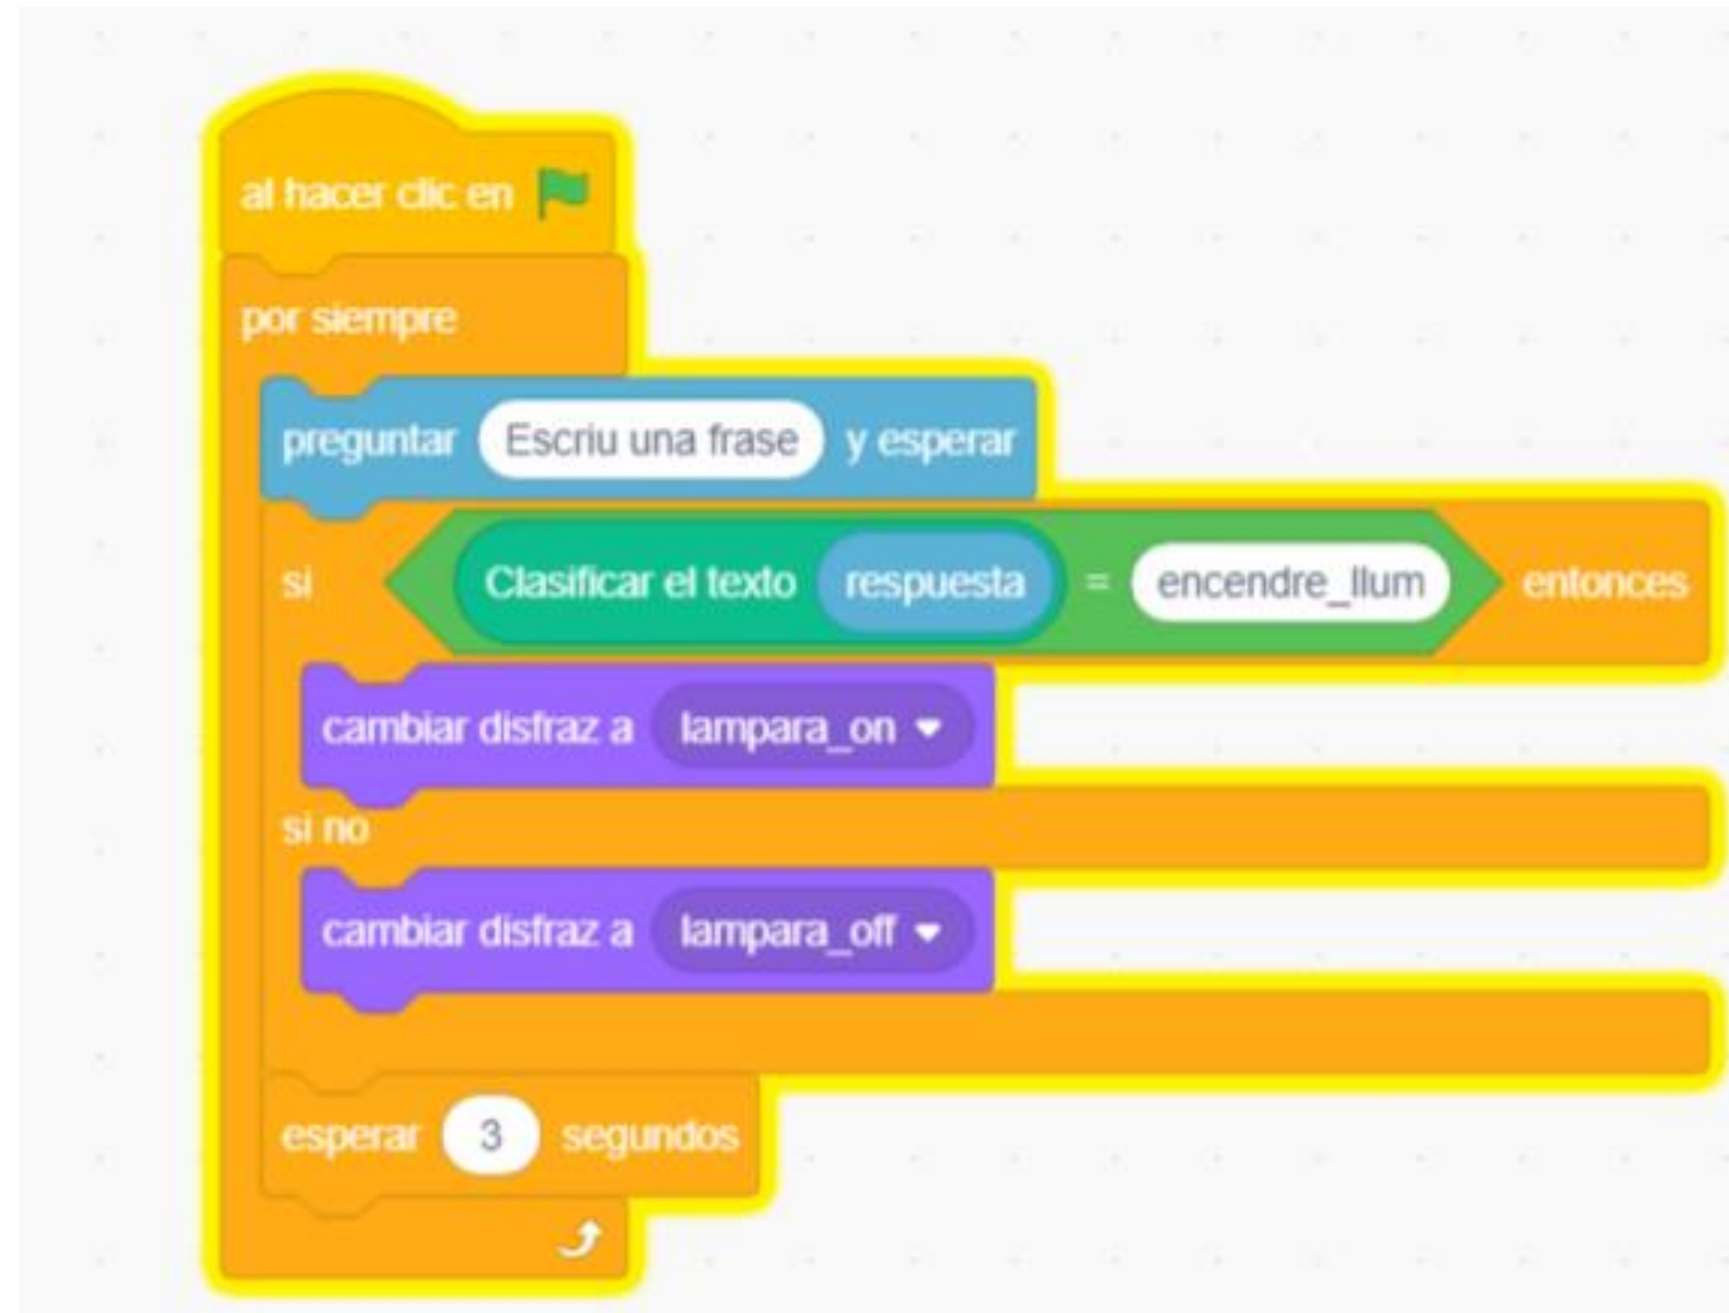 al hacer clic en
por siempre
preguntar Escriu una frase y esperar
si Clasificar el texto respuesta = encendre_llum entonces
cambiar disfraz a lampara_on
si no
cambiar disfraz a lampara_off
esperar 3 segundos